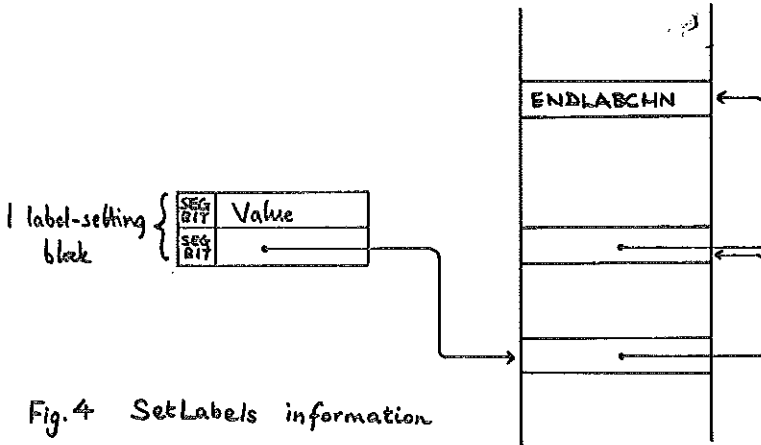 ENDLABCHN
SEG
BIT
Value
1 label-setting
block
SEG
BIT
Fig. 4 SetLabels information